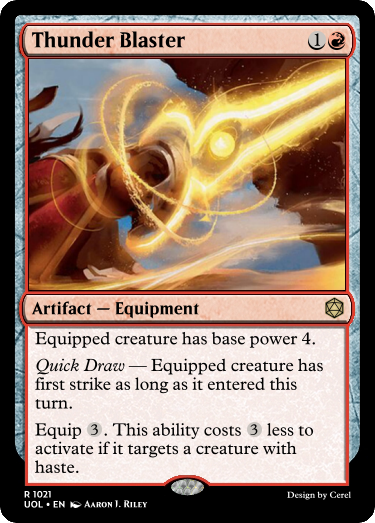 Thunder Blaster 1
Artifact — Equipment
Equipped creature has base power 4.
Quick Draw — Equipped creature has
first strike as long as it entered this
turn.
Equip 3. This ability costs 3 less to
activate if it targets a creature with
haste.
R 1021
UOL • EN Aaron J. Riley
Design by Cerel